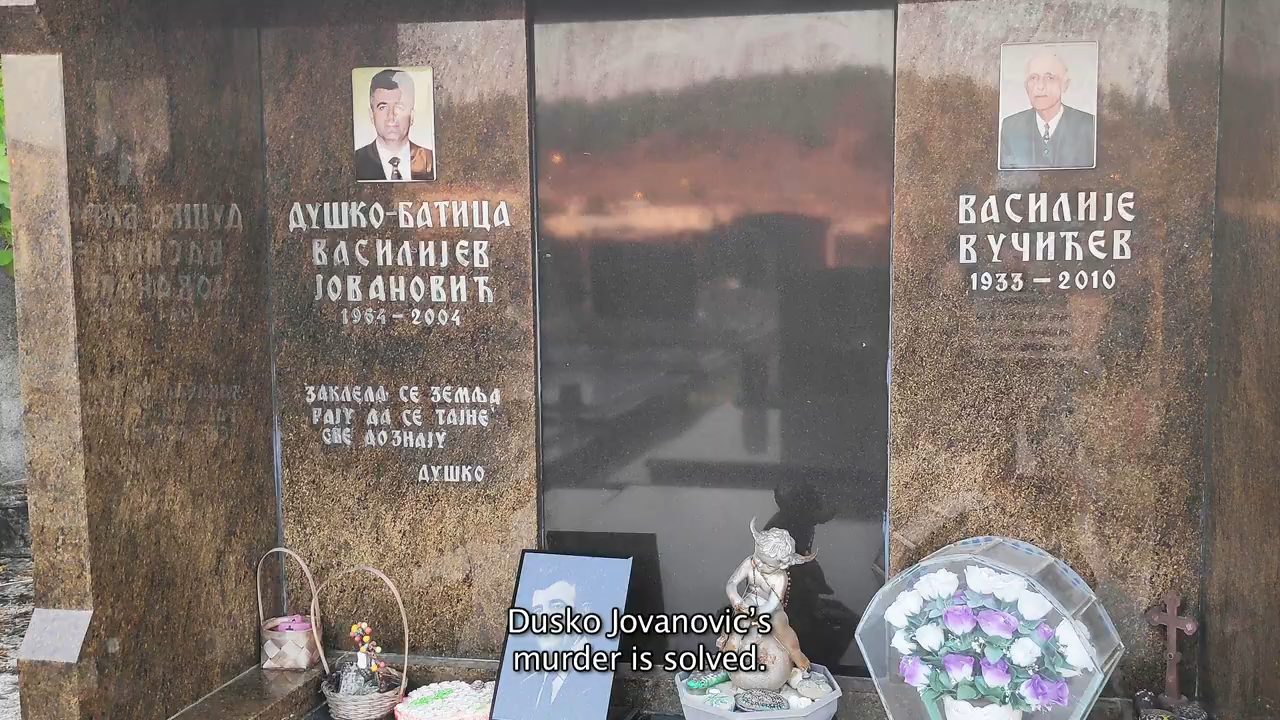 ДУШКО-БАТИЦА
ВАСИЛИЈЕВ
ЈОВАНОВИЋ
1964 – 2004
ЗАКЛЕЛА СЕ ЗЕМЉА
РАЈУ ДА СЕ ТАЈНЕ
СВЕ ДОЗНАЈУ
ДУШКО
ВАСИЛИЈЕ
ВУЧИЋЕВ
1933 – 2010
Dusko Jovanovic’s
murder is solved.